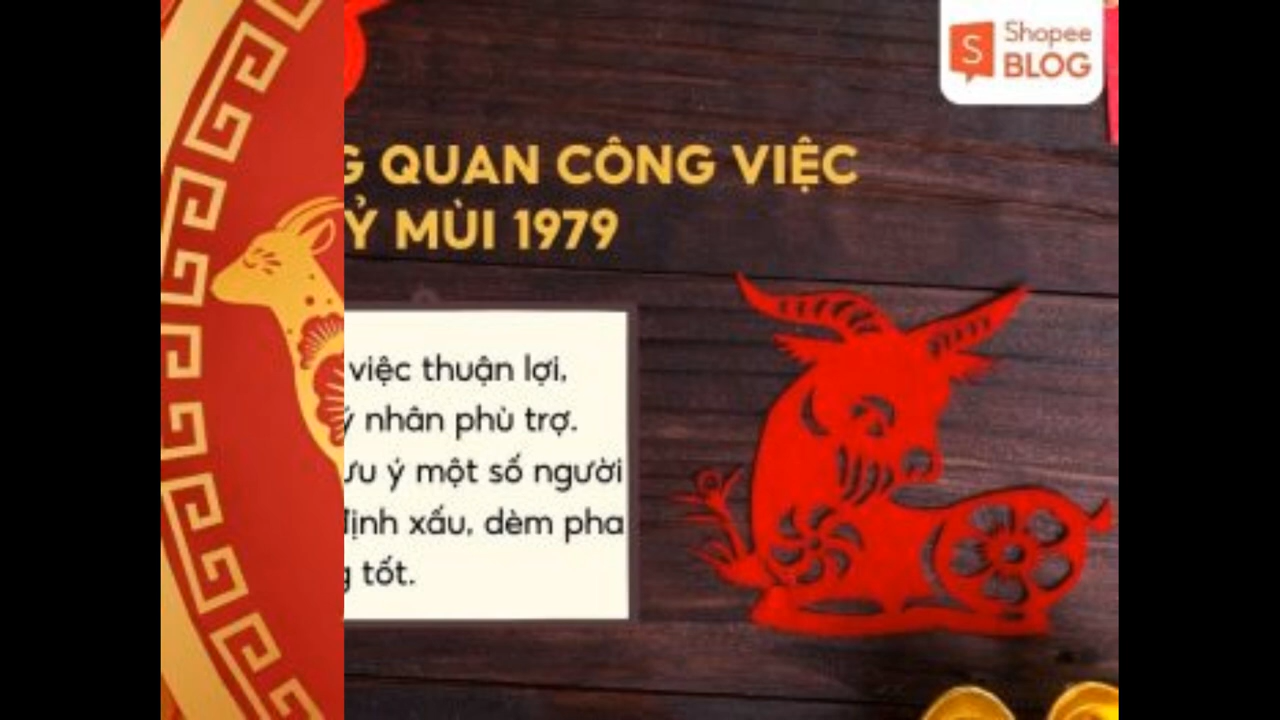 Shopee
BLOG
G QUAN CÔNG VIỆC
Ỷ MÙI 1979
việc thuận lợi,
ý nhân phù trợ.
ưu ý một số người
định xấu, dèm pha
g tốt.